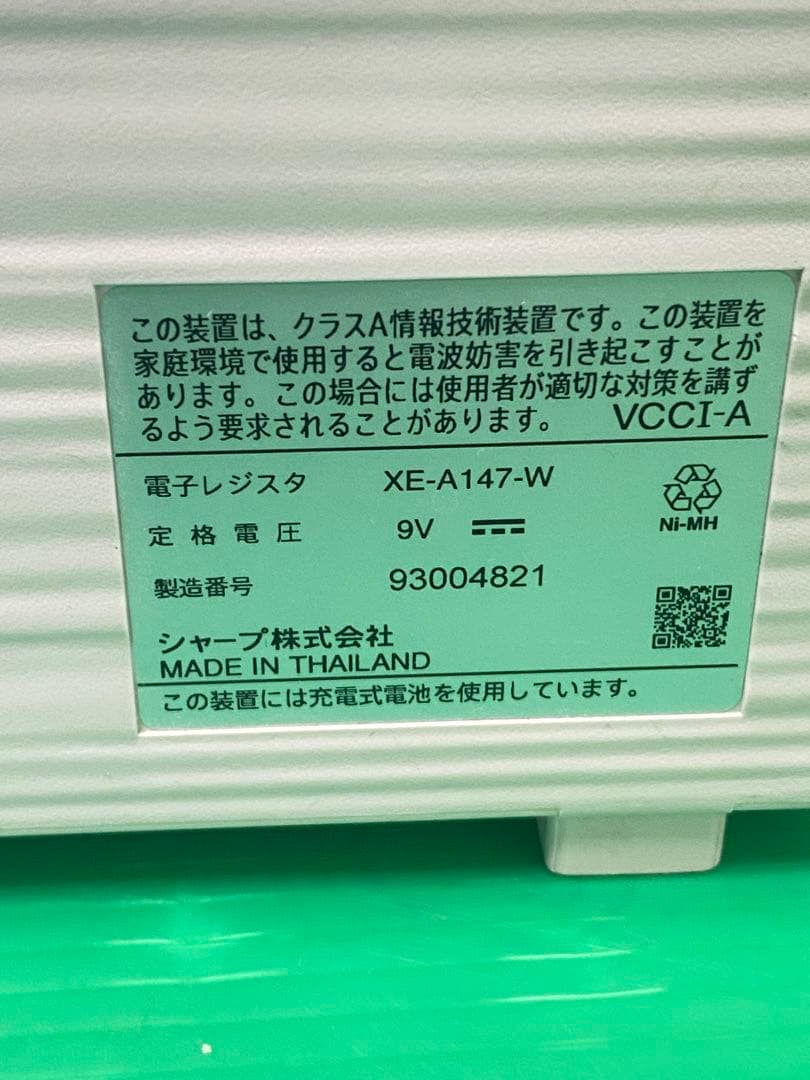 この装置は、クラスA情報技術装置です。この装置を
家庭環境で使用すると電波妨害を引き起こすことが
あります。この場合には使用者が適切な対策を講ず
るよう要求されることがあります。 VCCI-A
電子レジスタ XE-A147-W
定格電圧 9V
Ni-MH
製造番号 93004821
シャープ株式会社
MADE IN THAILAND
この装置には充電式電池を使用しています。